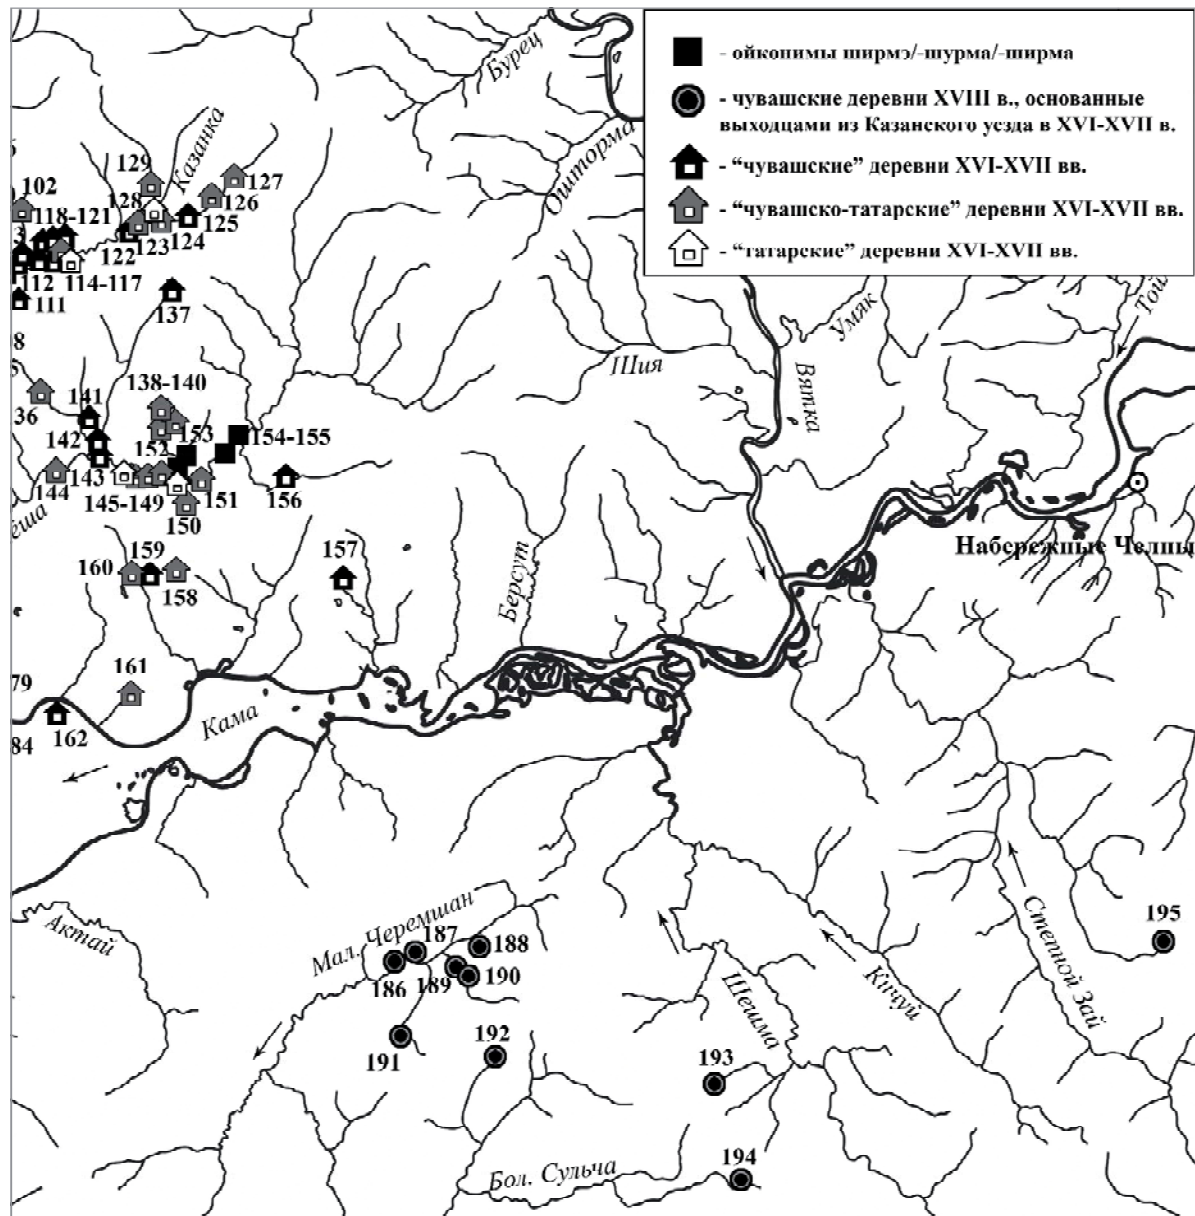 - ойконимы ширмэ/-шурма/-ширма
- чувашские деревни XVIII в., основанные
выходцами из Казанского уезда в XVI-XVII в.
- “чувашские” деревни XVI-XVII вв.
- “чувашско-татарские” деревни XVI-XVII вв.
- “татарские” деревни XVI-XVII вв.
Бурец
Казанка
Ошторма
129
127
102
128
126
118-121
125
124
123
122
112
114-117
111
137
Умяк
Шия
Вятка
138-140
36
141
142
153
154-155
152
143
144
145-149
151
156
150
ёша
Набережные Челны
159
157
160
158
Берсут
161
79
Кама
162
84
Актай
Мал. Черемшан
187
188
186
189
190
191
192
Шешма
Кичуй
Степной Зай
195
193
194
Бол. Сульча